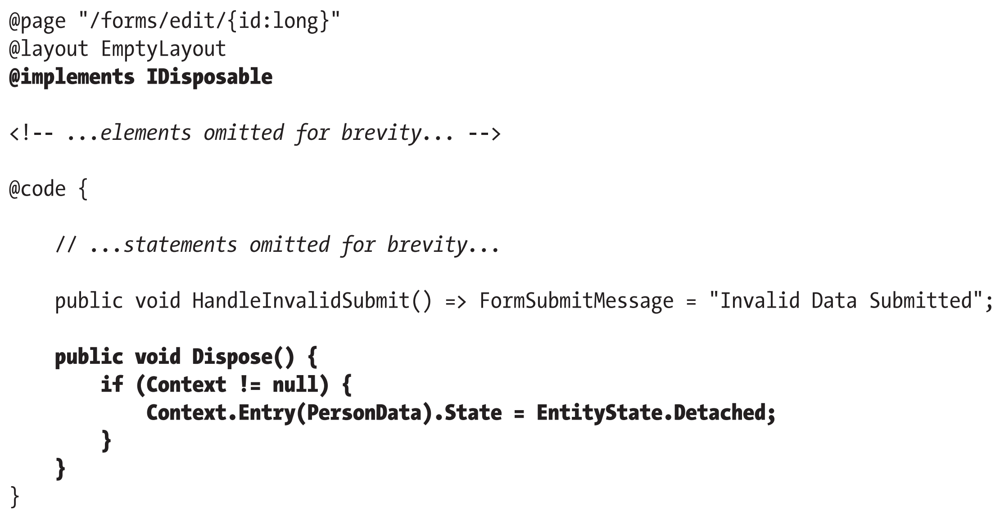 @page "/forms/edit/{id:long}"
@layout EmptyLayout
@implements IDisposable

<!-- ...elements omitted for brevity... -->

@code {

    // ...statements omitted for brevity...

    public void HandleInvalidSubmit() => FormSubmitMessage = "Invalid Data Submitted";

    public void Dispose() {
        if (Context != null) {
            Context.Entry(PersonData).State = EntityState.Detached;
        }
    }
}